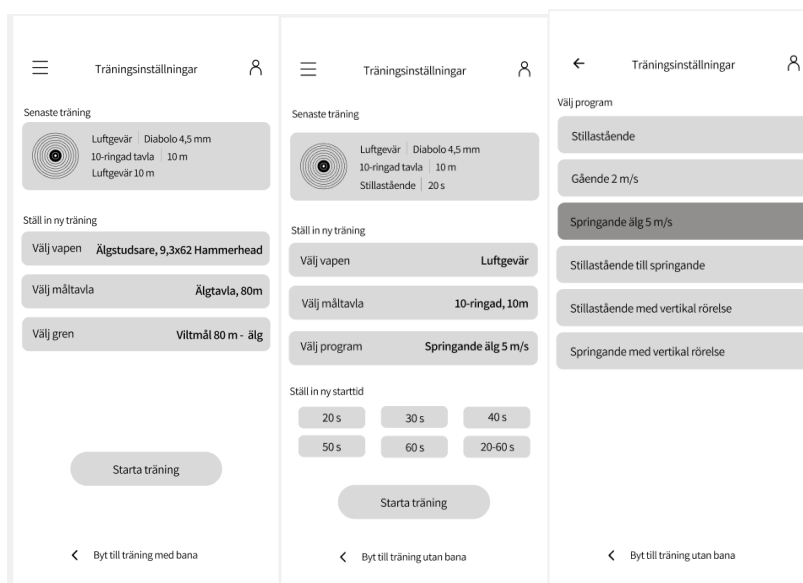 Träningsinställningar
Senaste träning
Luftgevär Diabolo 4,5 mm
10-ringad tavla 10 m
Luftgevär 10 m
Ställ in ny träning
Välj vapen Älgstudsare, 9,3x62 Hammerhead
Välj måltavla Älgtavla, 80m
Välj gren Viltmål 80 m - älg
Starta träning
Byt till träning med bana
Träningsinställningar
Senaste träning
Luftgevär Diabolo 4,5 mm
10-ringad tavla 10 m
Stillastående 20 s
Ställ in ny träning
Välj vapen Luftgevär
Välj måltavla 10-ringad, 10m
Välj program Springande älg 5 m/s
Ställ in ny starttid
20 s 30 s 40 s
50 s 60 s 20-60 s
Starta träning
Byt till träning utan bana
Träningsinställningar
Välj program
Stillastående
Gående 2 m/s
Springande älg 5 m/s
Stillastående till springande
Stillastående med vertikal rörelse
Springande med vertikal rörelse
Byt till träning utan bana